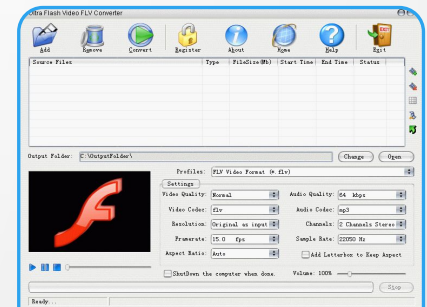 Ultra Flash Video FLV Converter
Add Remove Convert Register About Home Help Exit
Source Files Type FileSize(Mb) Start Time End Time Status
Output Folder: C:\OutputFolder\ Change Open
Profiles: FLV Video Format (*.flv)
Settings
Video Quality: Normal Audio Quality: 64 kbps
Video Codec: flv Audio Codec: mp3
Resolution: Original as input Channels: 2 Channels Stereo
Framerate: 15.0 fps Sample Rate: 22050 Hz
Aspect Ratio: Auto Add Letterbox to Keep Aspect
ShutDown the computer when done. Volume: 100%
Stop
Ready...